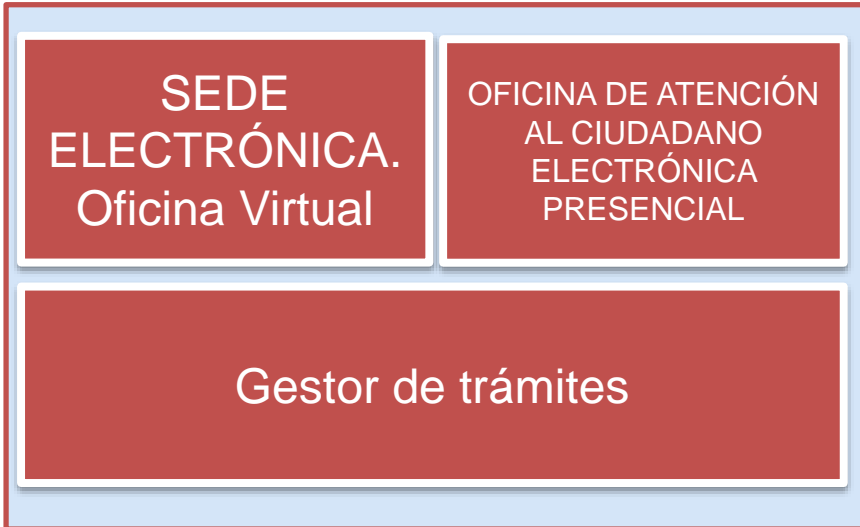 SEDE
ELECTRÓNICA.
Oficina Virtual
OFICINA DE ATENCIÓN
AL CIUDADANO
ELECTRÓNICA
PRESENCIAL
Gestor de trámites